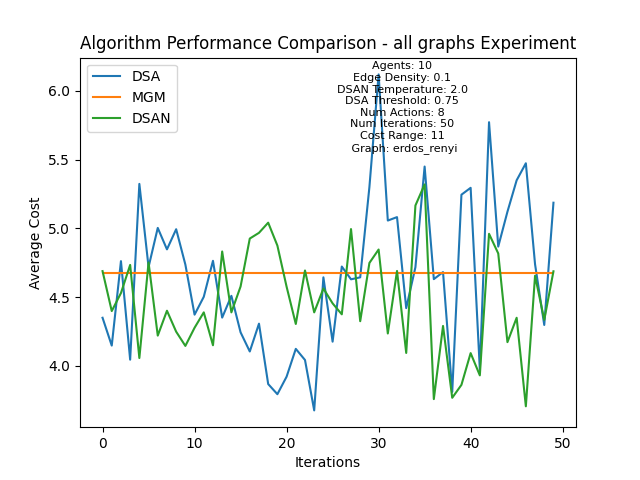 Algorithm Performance Comparison - all graphs Experiment
DSA
MGM
DSAN
Agents: 10
Edge Density: 0.1
DSAN Temperature: 2.0
DSA Threshold: 0.75
Num Actions: 8
Num Iterations: 50
Cost Range: 11
Graph: erdos_renyi
Average Cost
6.0
5.5
5.0
4.5
4.0
0 10 20 30 40 50
Iterations